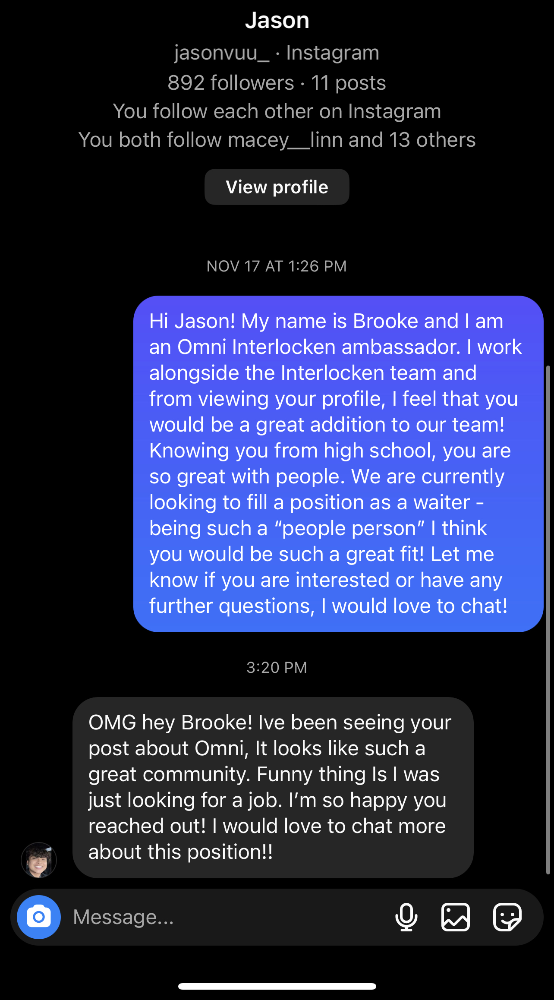 Jason
jasonvuu_ · Instagram
892 followers · 11 posts
You follow each other on Instagram
You both follow macey__linn and 13 others
View profile
NOV 17 AT 1:26 PM
Hi Jason! My name is Brooke and I am
an Omni Interlocken ambassador. I work
alongside the Interlocken team and
from viewing your profile, I feel that you
would be a great addition to our team!
Knowing you from high school, you are
so great with people. We are currently
looking to fill a position as a waiter -
being such a “people person” I think
you would be such a great fit! Let me
know if you are interested or have any
further questions, I would love to chat!
3:20 PM
OMG hey Brooke! Ive been seeing your
post about Omni, It looks like such a
great community. Funny thing Is I was
just looking for a job. I’m so happy you
reached out! I would love to chat more
about this position!!
Message...